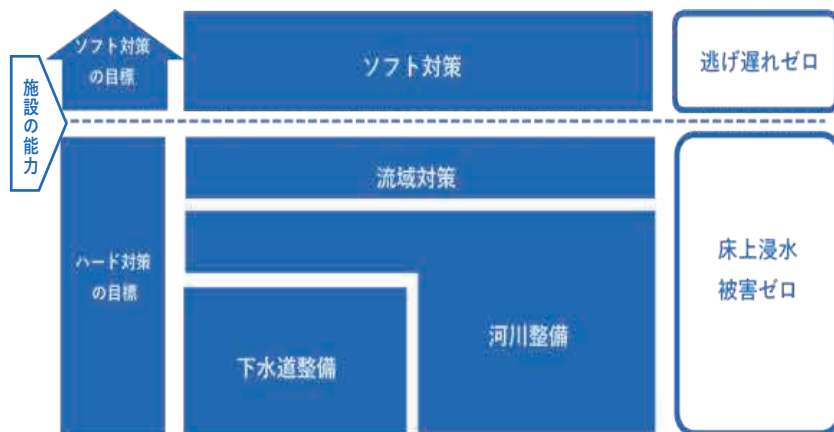 ソフト対策
の目標
ソフト対策
逃げ遅れゼロ
施設の能力
流域対策
ハード対策
の目標
床上浸水
被害ゼロ
河川整備
下水道整備